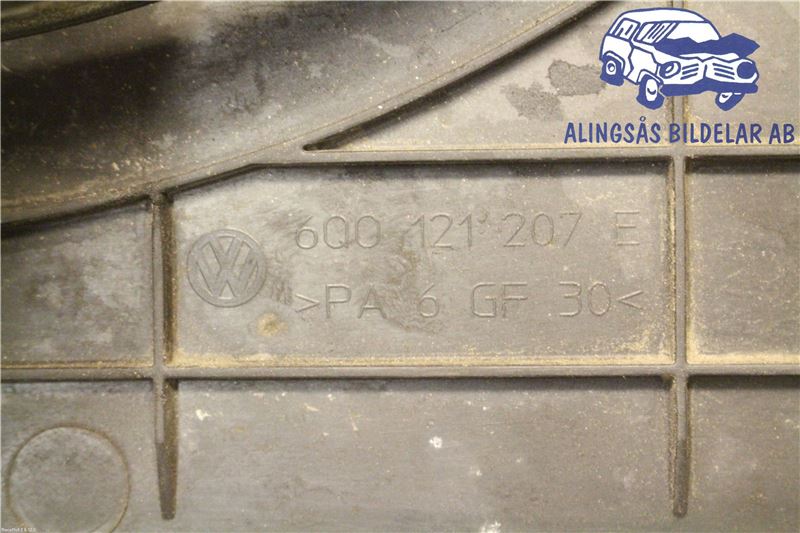 ALINGSÅS BILDELAR AB
6Q0 121 207 E
>PA 6 GF 30<